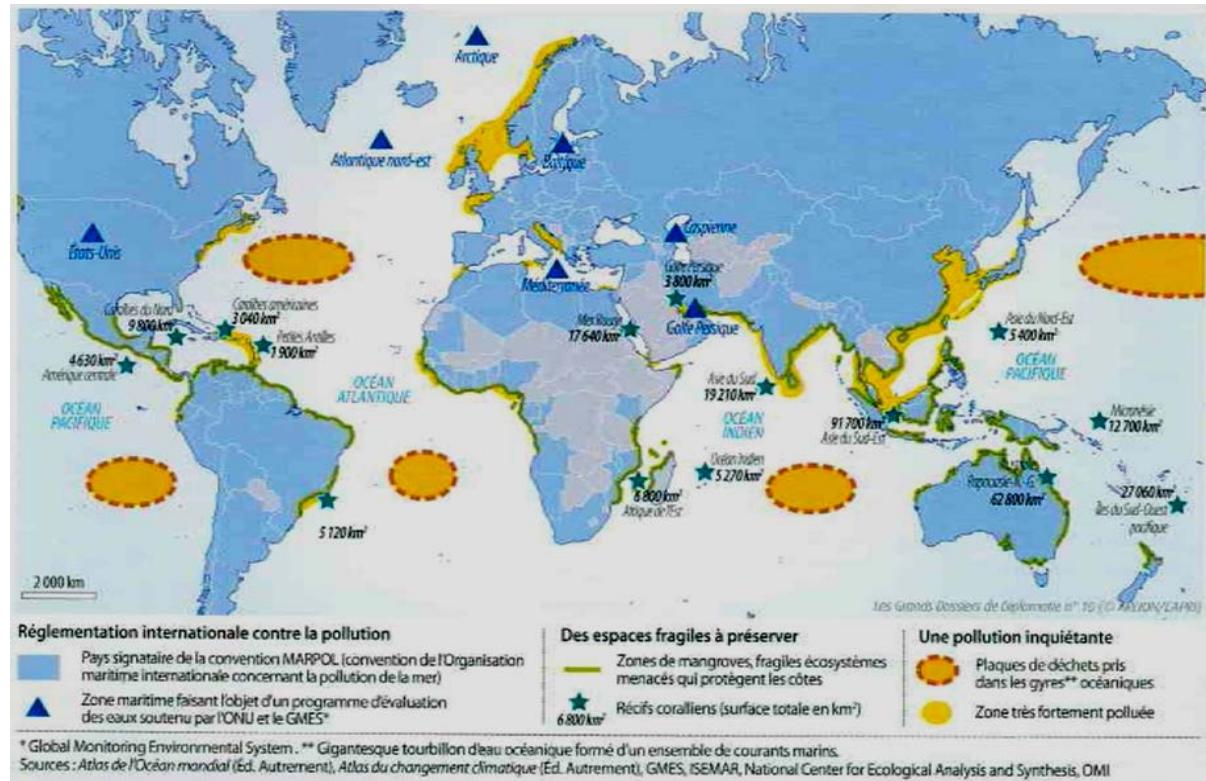 Arctique
Atlantique nord-est
Baltique
États-Unis
Caspienne
Méditerranée
Golfe Persique
3 800 km²
Golfe Persique
Caraïbes du Nord
9 800 km²
Caraïbes américaines
3 040 km²
Petites Antilles
1 900 km²
Mer Rouge
17 640 km²
Asie du Nord-Est
5 400 km²
4 630 km²
Amérique centrale
OCÉAN
ATLANTIQUE
OCÉAN
PACIFIQUE
Asie du Sud
19 210 km²
OCÉAN
INDIEN
OCÉAN
PACIFIQUE
91 700 km²
Asie du Sud-Est
Micronésie
12 700 km²
Océan Indien
5 270 km²
6 800 km²
Afrique de l'Est
Papouasie-N.-G.
62 800 km²
27 060 km²
Îles du Sud-Ouest
pacifique
5 120 km²
2 000 km
Les Grands Dossiers de Diplomatie n° 10 (© AREION/CAPRI)
Réglementation internationale contre la pollution
Pays signataire de la convention MARPOL (convention de l'Organisation
maritime internationale concernant la pollution de la mer)
Zone maritime faisant l'objet d'un programme d'évaluation
des eaux soutenu par l'ONU et le GMES*
Des espaces fragiles à préserver
Zones de mangroves, fragiles écosystèmes
menacés qui protègent les côtes
6 800 km²
Récifs coralliens (surface totale en km²)
Une pollution inquiétante
Plaques de déchets pris
dans les gyres** océaniques
Zone très fortement polluée
* Global Monitoring Environmental System. ** Gigantesque tourbillon d'eau océanique formé d'un ensemble de courants marins.
Sources : Atlas de l'Océan mondial (Éd. Autrement), Atlas du changement climatique (Éd. Autrement), GMES, ISEMAR, National Center for Ecological Analysis and Synthesis, OMI